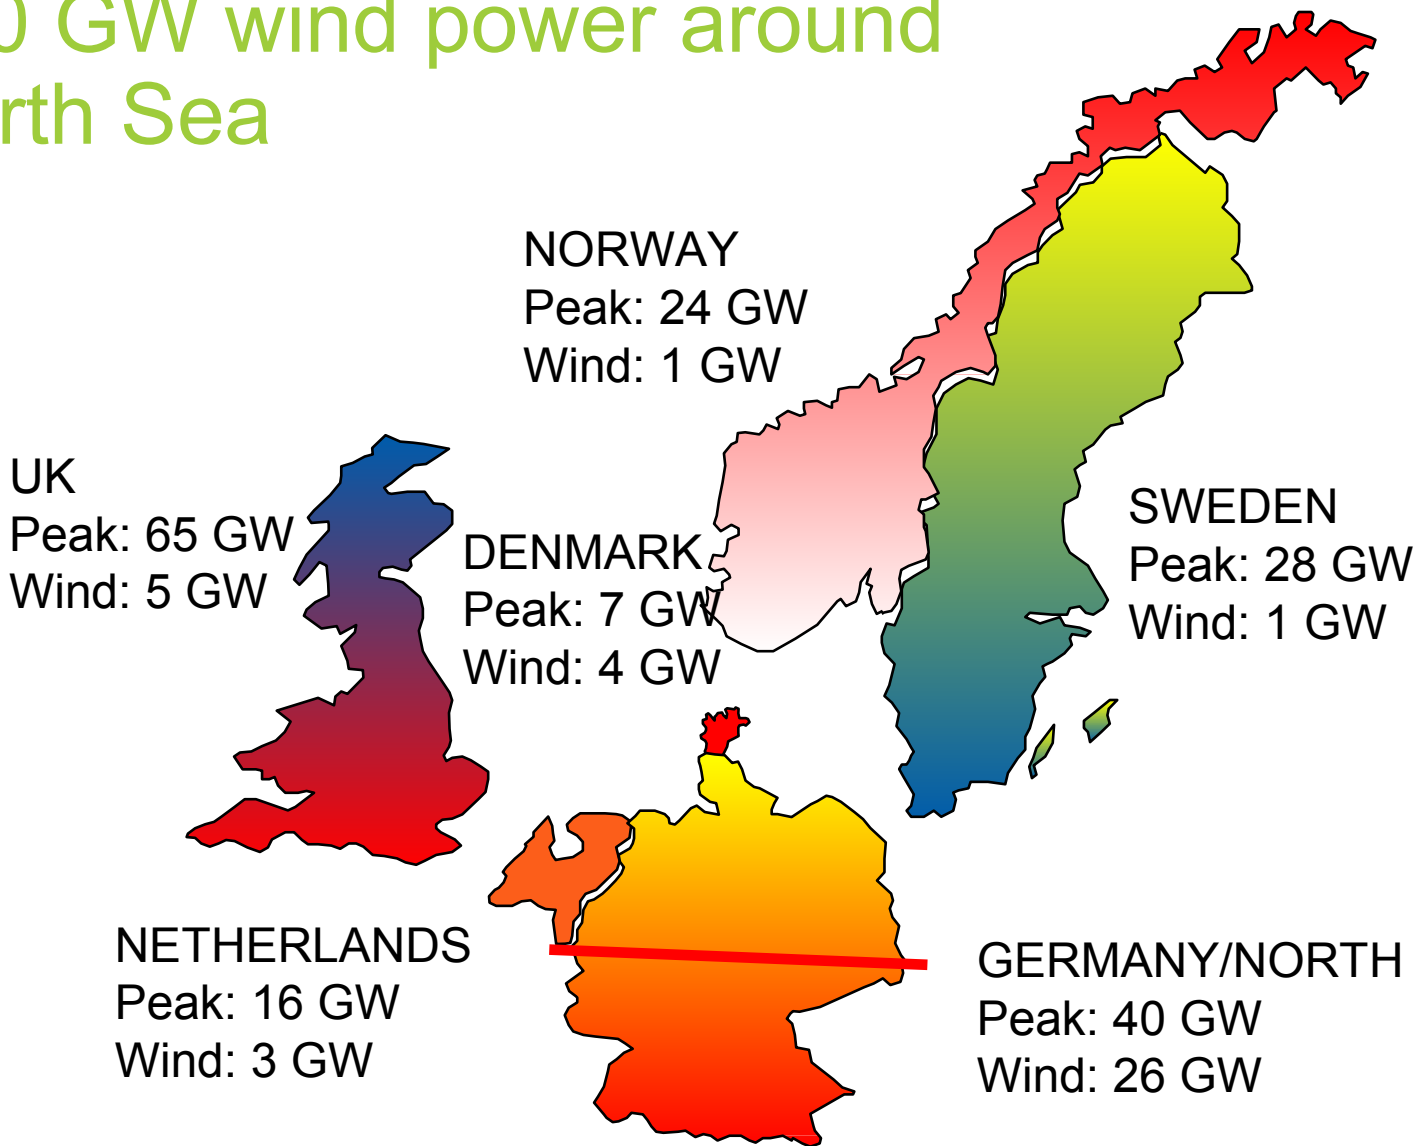 0 GW wind power around
rth Sea
NORWAY
Peak: 24 GW
Wind: 1 GW
UK
Peak: 65 GW
Wind: 5 GW
DENMARK
Peak: 7 GW
Wind: 4 GW
SWEDEN
Peak: 28 GW
Wind: 1 GW
NETHERLANDS
Peak: 16 GW
Wind: 3 GW
GERMANY/NORTH
Peak: 40 GW
Wind: 26 GW